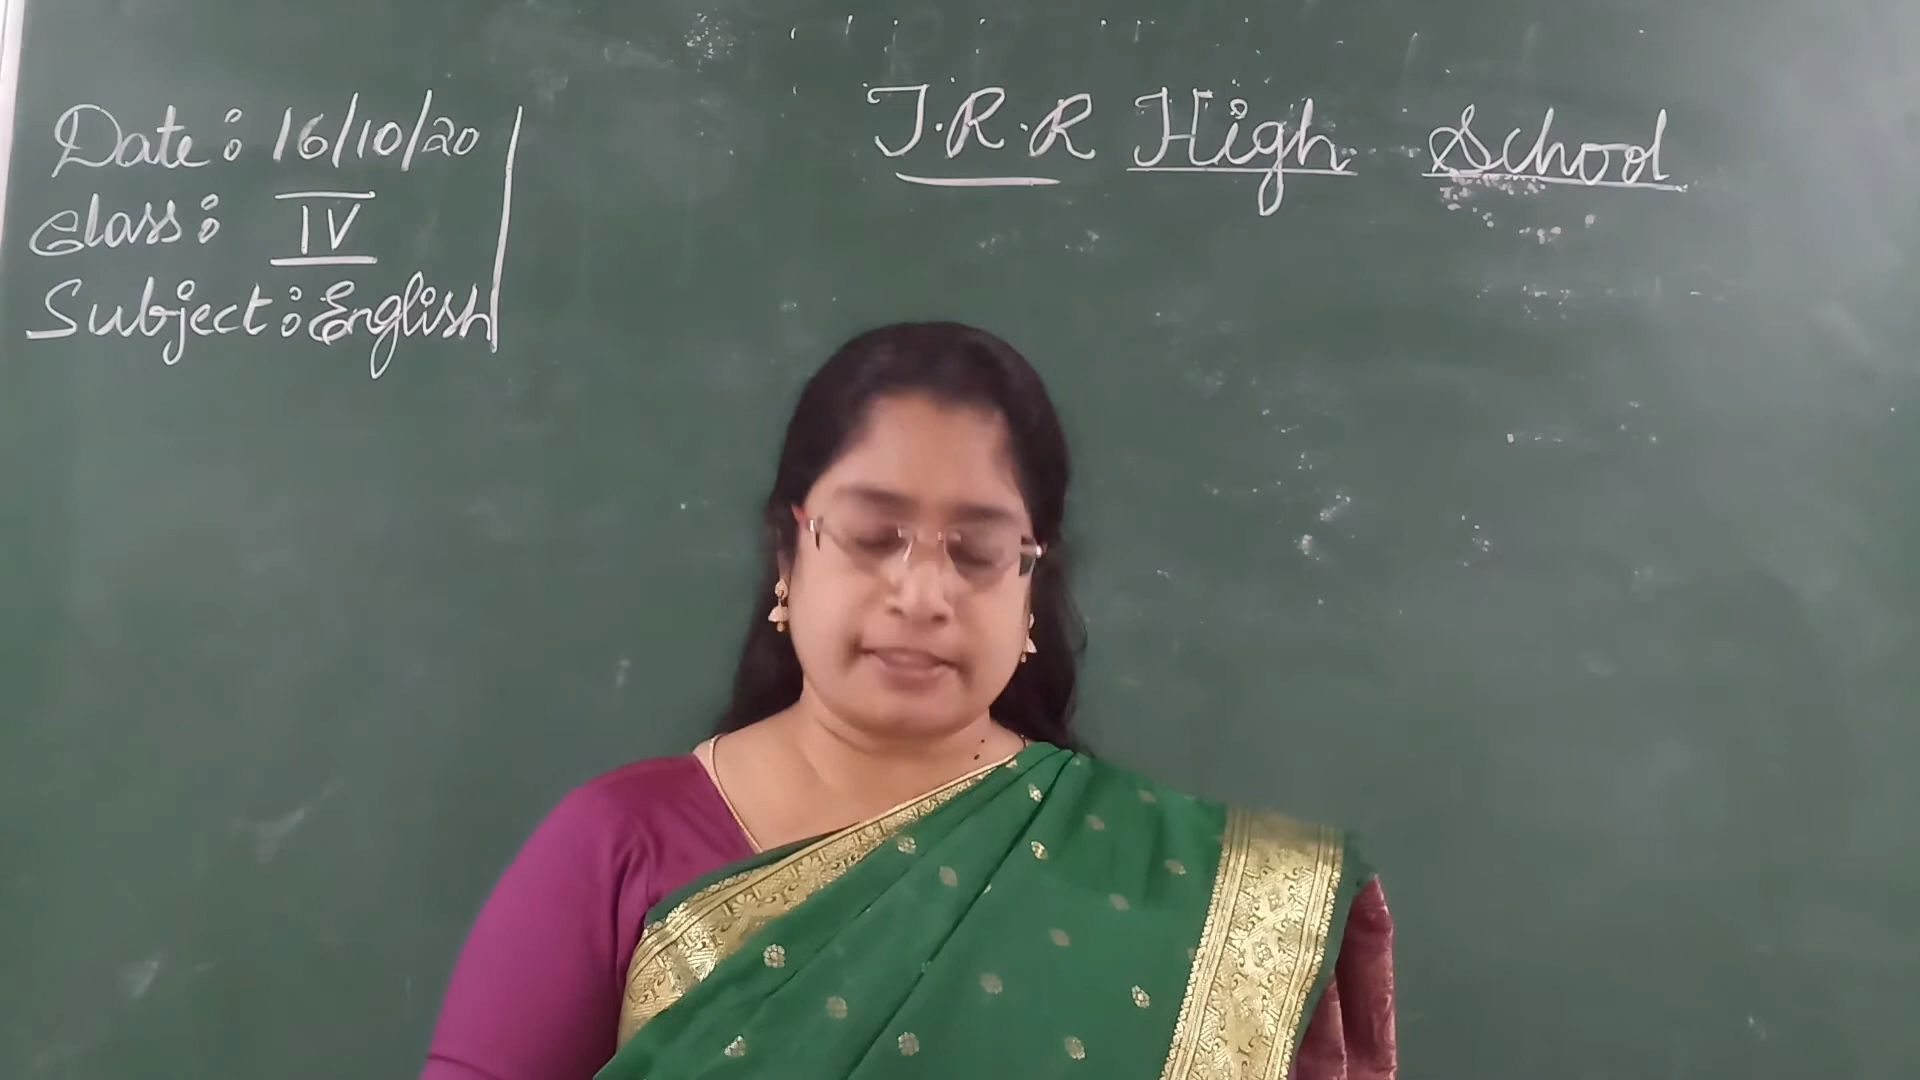 Date: 16/10/20
Class: IV
Subject: English
T.R.R High School